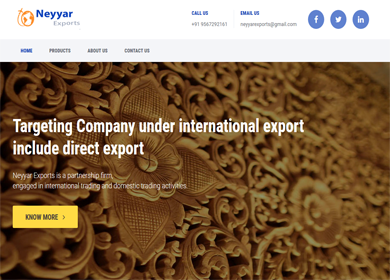 Neyyar
Exports
CALL US
+91 9567292161
EMAIL US
neyyarexports@gmail.com
HOME
PRODUCTS
ABOUT US
CONTACT US
Targeting Company under international export
include direct export
Neyyar Exports is a partnership firm,
engaged in international trading and domestic trading activities
KNOW MORE